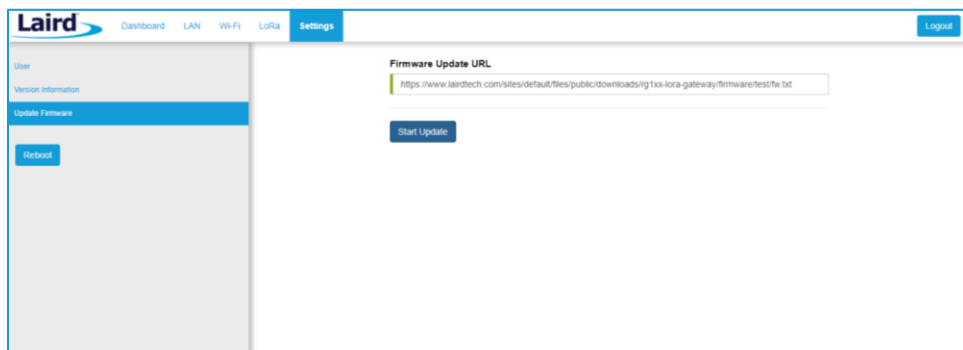 Laird
Dashboard LAN Wi-Fi LoRa Settings Logout
User
Version Information
Update Firmware
Reboot
Firmware Update URL
https://www.lairdtech.com/sites/default/files/public/downloads/rg1xx-lora-gateway/firmware/test/fw.txt
Start Update